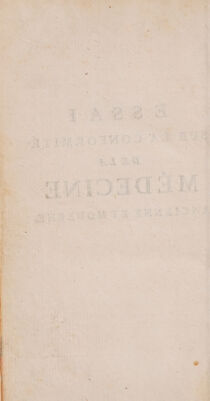 ESSAI
SUR LA CONFORMITÉ
DE LA
MÉDECINE
ANCIENNE ET MODERNE